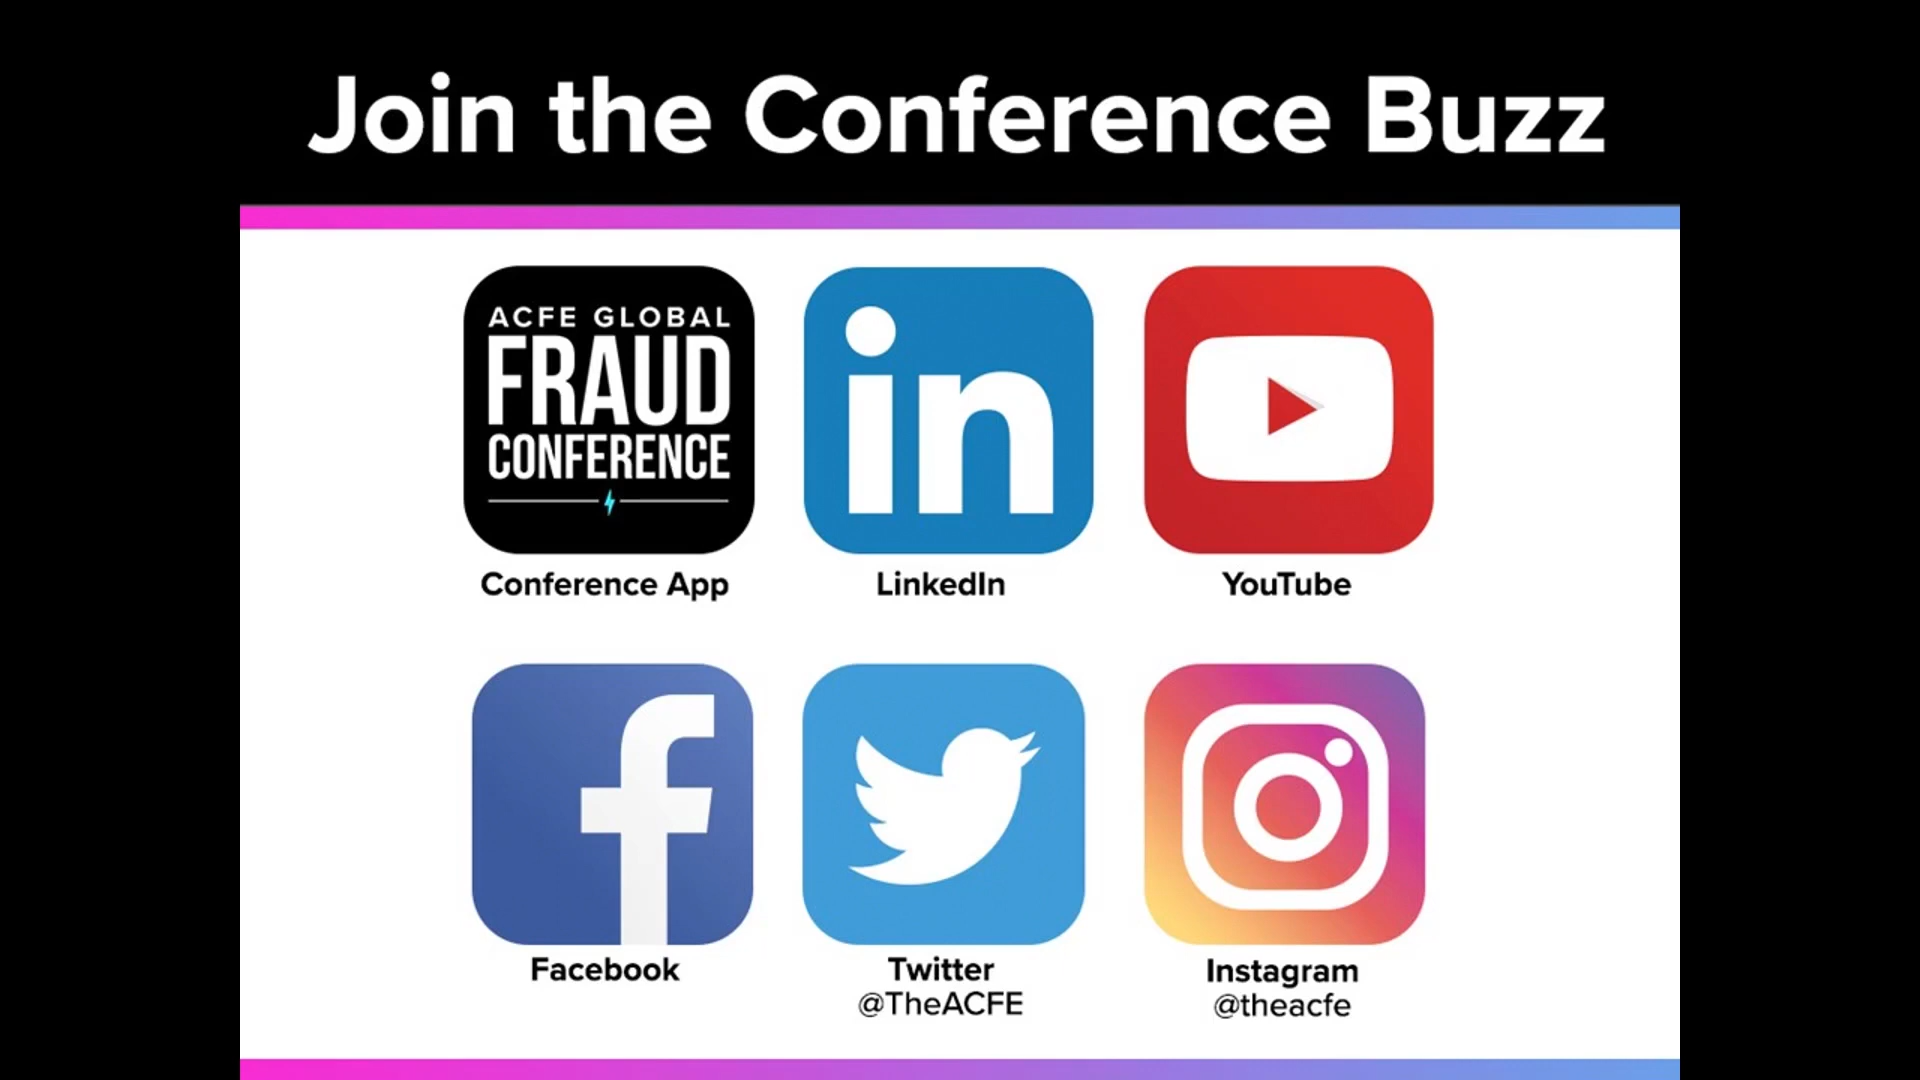 Join the Conference Buzz
ACFE GLOBAL
FRAUD
CONFERENCE
in
Conference App
LinkedIn
YouTube
f
Facebook
Twitter
@TheACFE
Instagram
@theacfe